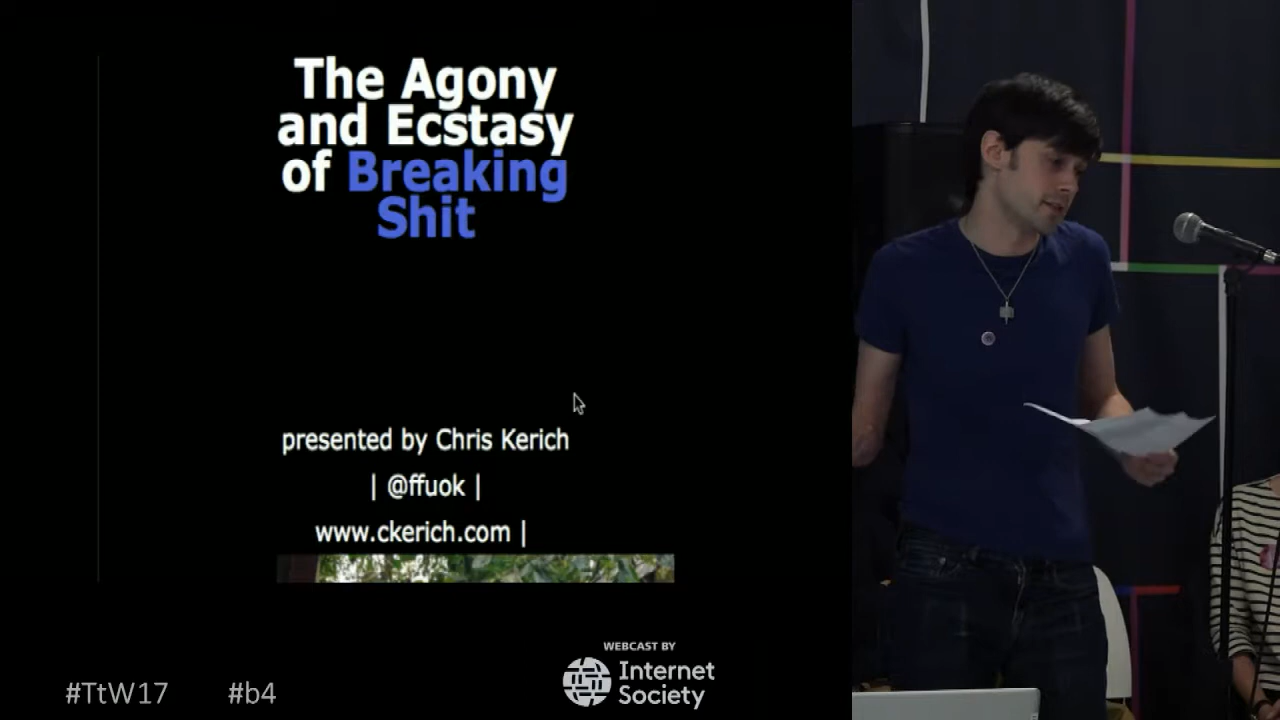 The Agony
and Ecstasy
of Breaking
Shit
presented by Chris Kerich
| @ffuok |
www.ckerich.com |
WEBCAST BY
Internet
Society
#TtW17 #b4